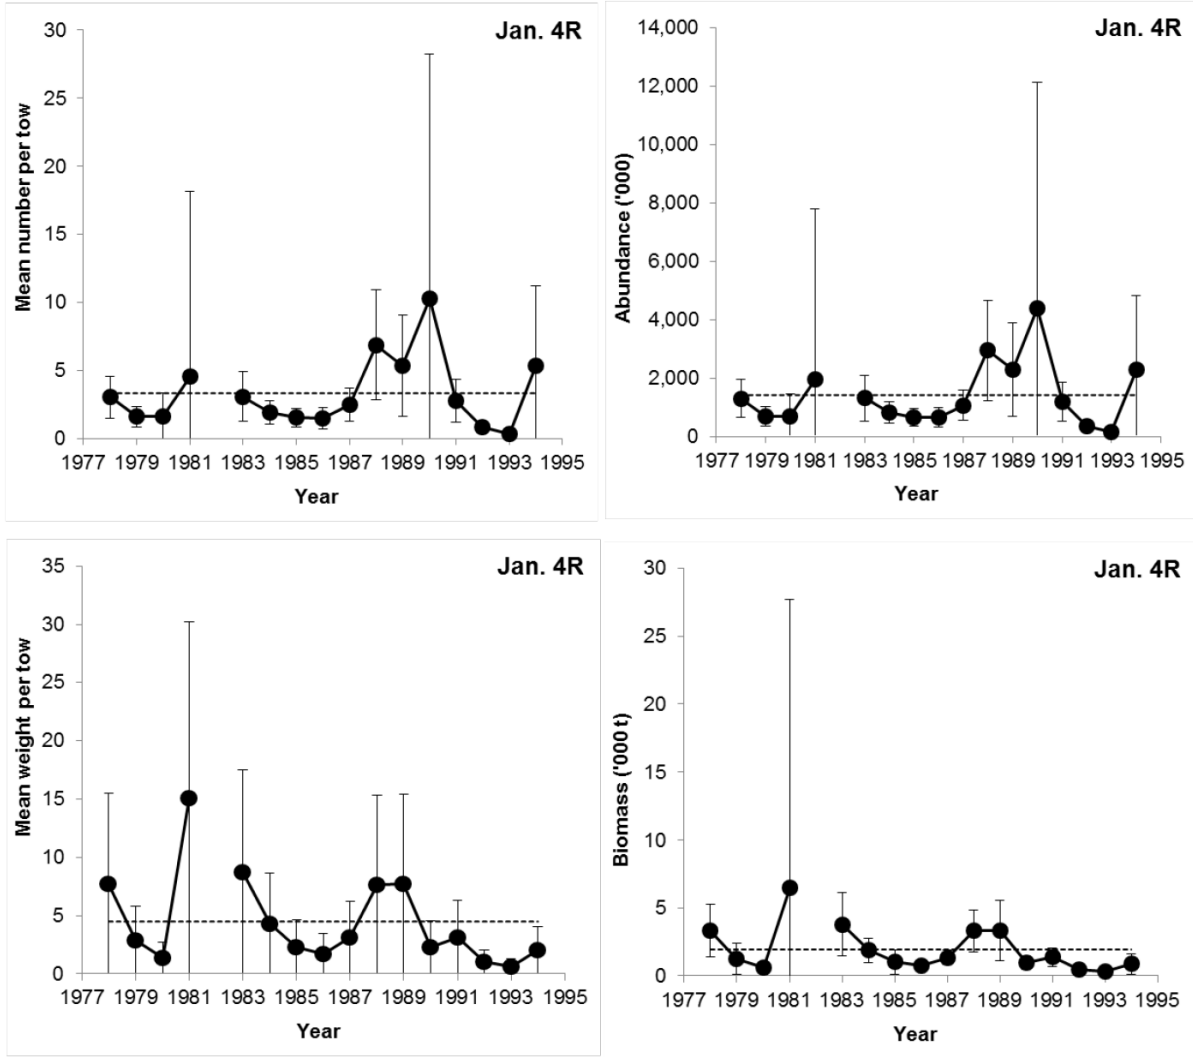 Jan. 4R
30
25
20
15
10
5
0
Mean number per tow
1977 1979 1981 1983 1985 1987 1989 1991 1993 1995
Year
Jan. 4R
14,000
12,000
10,000
8,000
6,000
4,000
2,000
0
Abundance ('000)
1977 1979 1981 1983 1985 1987 1989 1991 1993 1995
Year
Jan. 4R
35
30
25
20
15
10
5
0
Mean weight per tow
1977 1979 1981 1983 1985 1987 1989 1991 1993 1995
Year
Jan. 4R
30
25
20
15
10
5
0
Biomass ('000 t)
1977 1979 1981 1983 1985 1987 1989 1991 1993 1995
Year